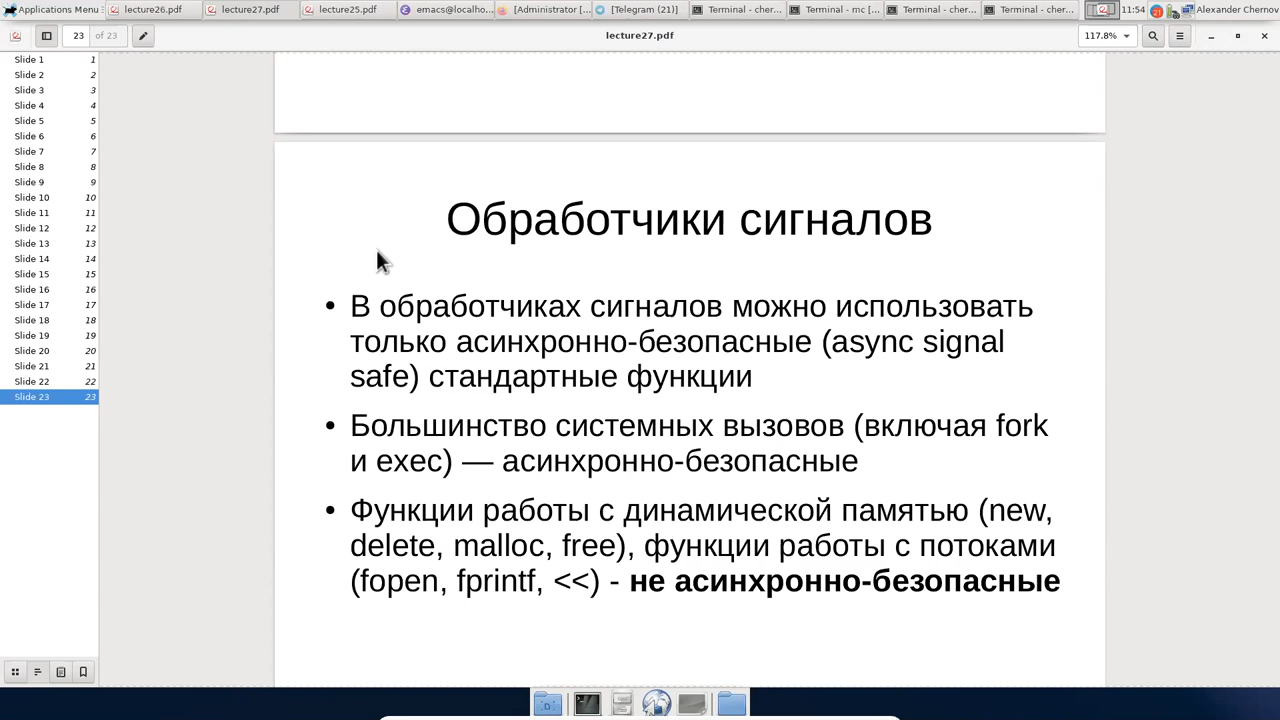 Applications Menu
lecture26.pdf
lecture27.pdf
lecture25.pdf
emacs@localho...
[Administrator [...
[Telegram (21)]
Terminal - cher...
Terminal - mc [...
Terminal - cher...
Terminal - cher...
11:54
21
Alexander Chernov
23 of 23
lecture27.pdf
117.8%
Slide 1 1
Slide 2 2
Slide 3 3
Slide 4 4
Slide 5 5
Slide 6 6
Slide 7 7
Slide 8 8
Slide 9 9
Slide 10 10
Slide 11 11
Slide 12 12
Slide 13 13
Slide 14 14
Slide 15 15
Slide 16 16
Slide 17 17
Slide 18 18
Slide 19 19
Slide 20 20
Slide 21 21
Slide 22 22
Slide 23 23
Обработчики сигналов
• В обработчиках сигналов можно использовать
только асинхронно-безопасные (async signal
safe) стандартные функции
• Большинство системных вызовов (включая fork
и exec) — асинхронно-безопасные
• Функции работы с динамической памятью (new,
delete, malloc, free), функции работы с потоками
(fopen, fprintf, <<) - не асинхронно-безопасные